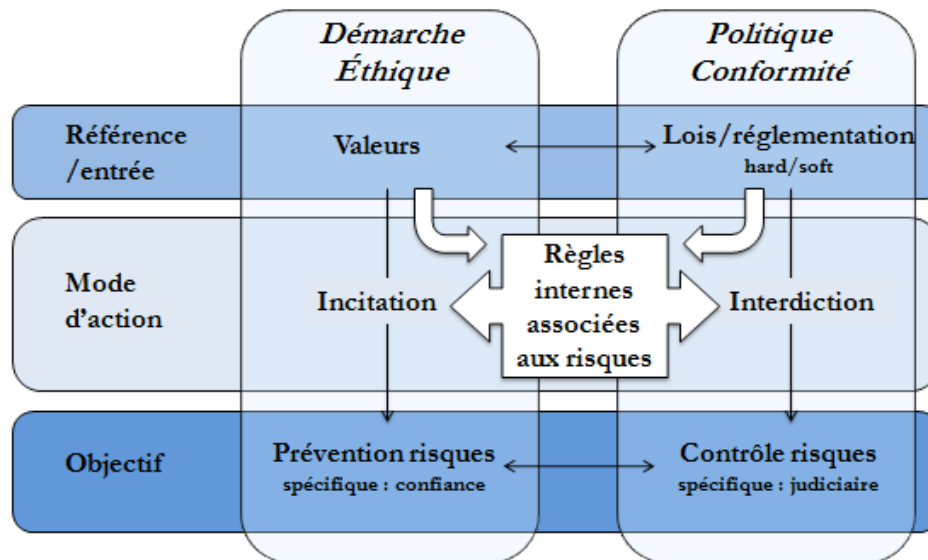 Démarche
Éthique
Politique
Conformité
Référence
/entrée
Valeurs
Lois/réglementation
hard/soft
Mode
d'action
Incitation
Règles
internes
associées
aux risques
Interdiction
Objectif
Prévention risques
spécifique : confiance
Contrôle risques
spécifique : judiciaire